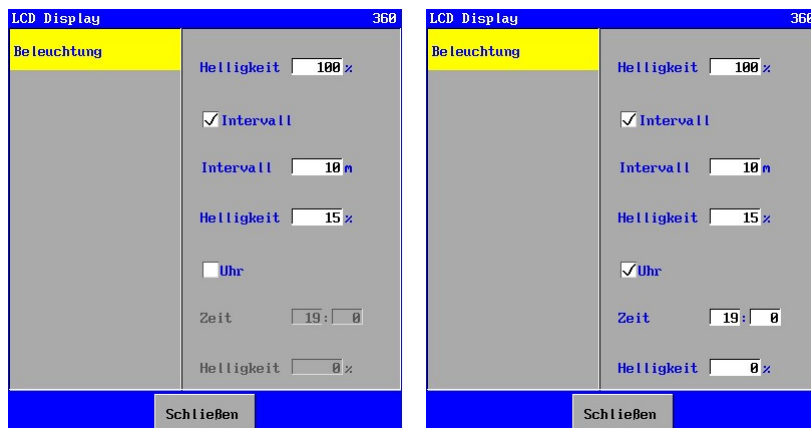 LCD Display 360
Beleuchtung
Helligkeit 100 %
Intervall
Intervall 10 m
Helligkeit 15 %
Uhr
Zeit 19: 0
Helligkeit 0 %
Schließen
LCD Display 360
Beleuchtung
Helligkeit 100 %
Intervall
Intervall 10 m
Helligkeit 15 %
Uhr
Zeit 19: 0
Helligkeit 0 %
Schließen